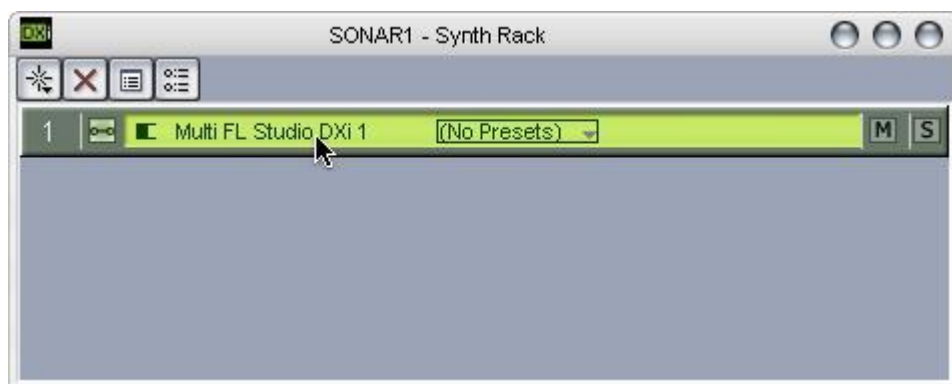 DXi SONAR1 - Synth Rack
1 Multi FL Studio DXi 1 (No Presets) M S